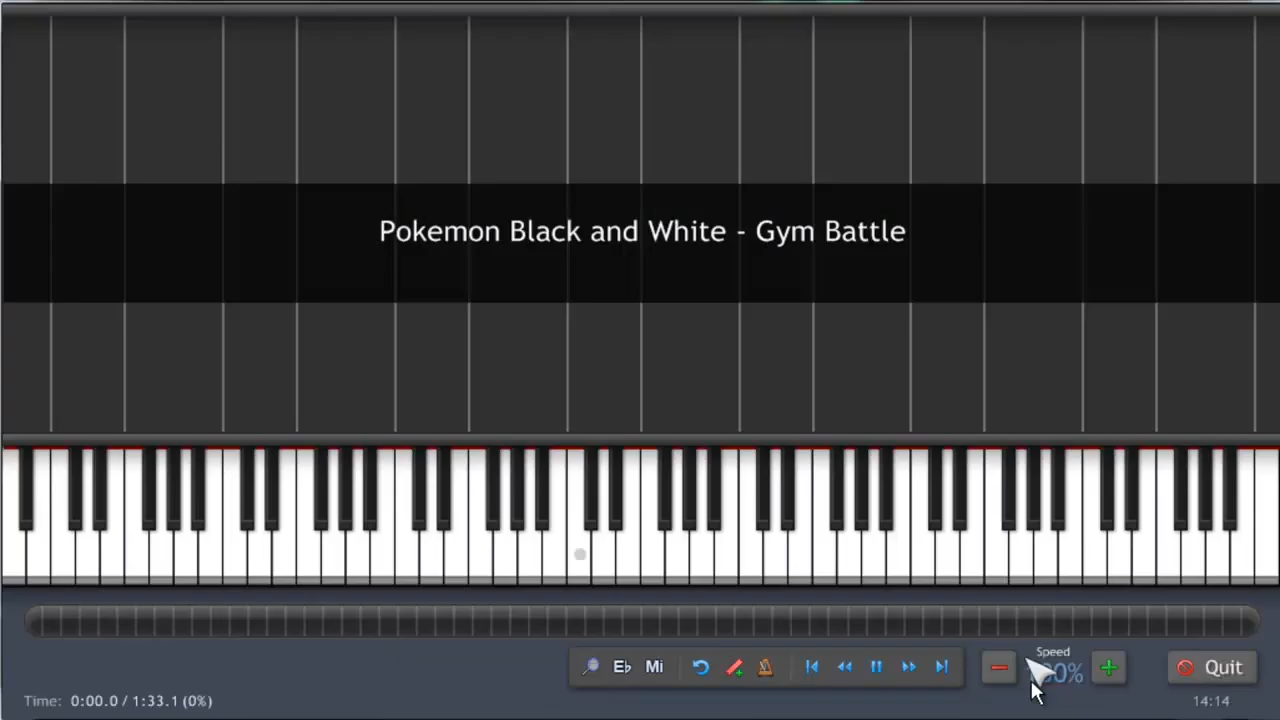 Pokemon Black and White - Gym Battle
E♭ Mi
Speed
Quit
Time: 0:00.0 / 1:33.1 (0%)
14:14